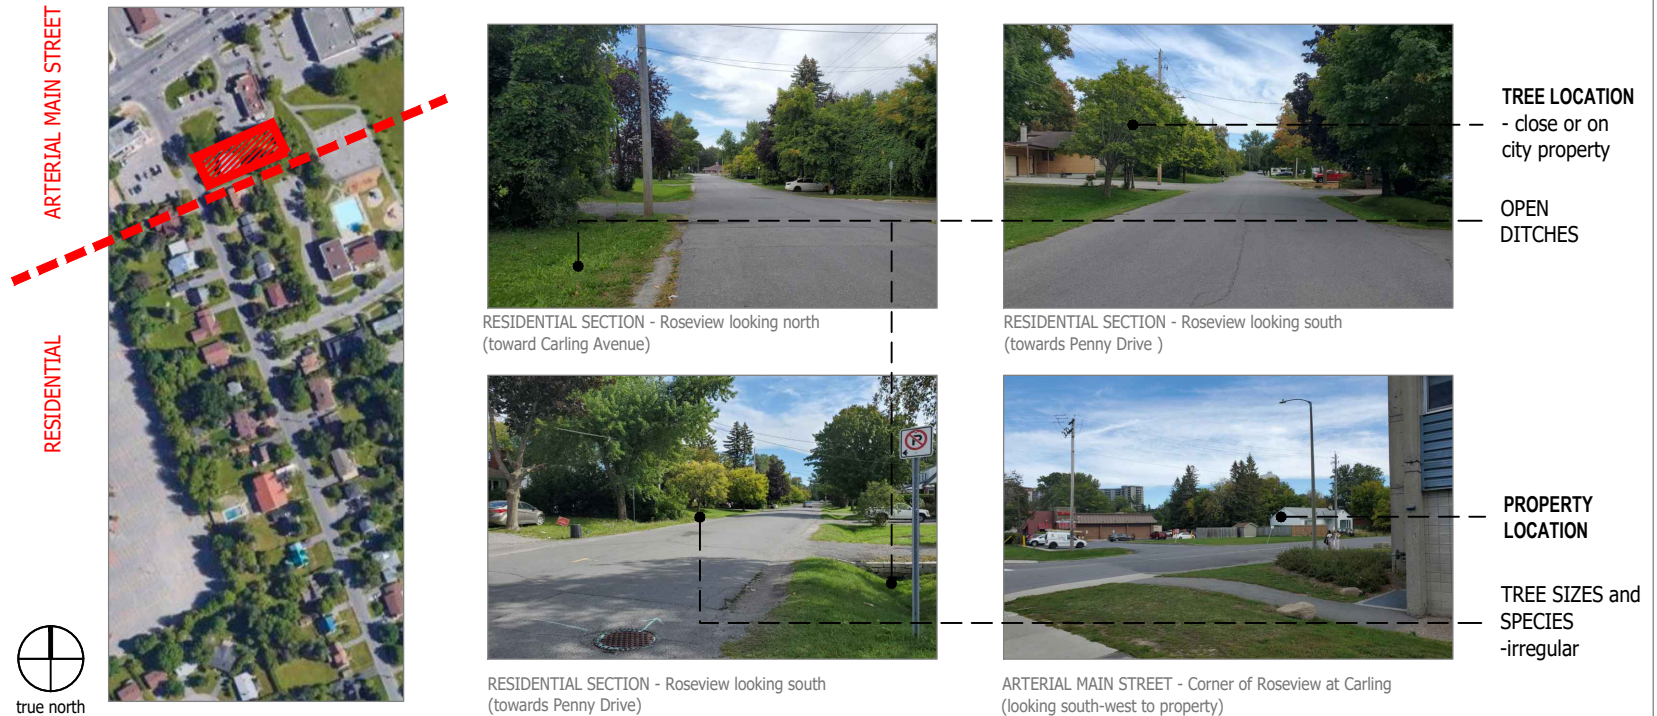 ARTERIAL MAIN STREET
RESIDENTIAL
true north
RESIDENTIAL SECTION - Roseview looking north
(toward Carling Avenue)
RESIDENTIAL SECTION - Roseview looking south
(towards Penny Drive )
RESIDENTIAL SECTION - Roseview looking south
(towards Penny Drive)
ARTERIAL MAIN STREET - Corner of Roseview at Carling
(looking south-west to property)
TREE LOCATION
- close or on
city property
OPEN
DITCHES
PROPERTY
LOCATION
TREE SIZES and
SPECIES
-irregular
P